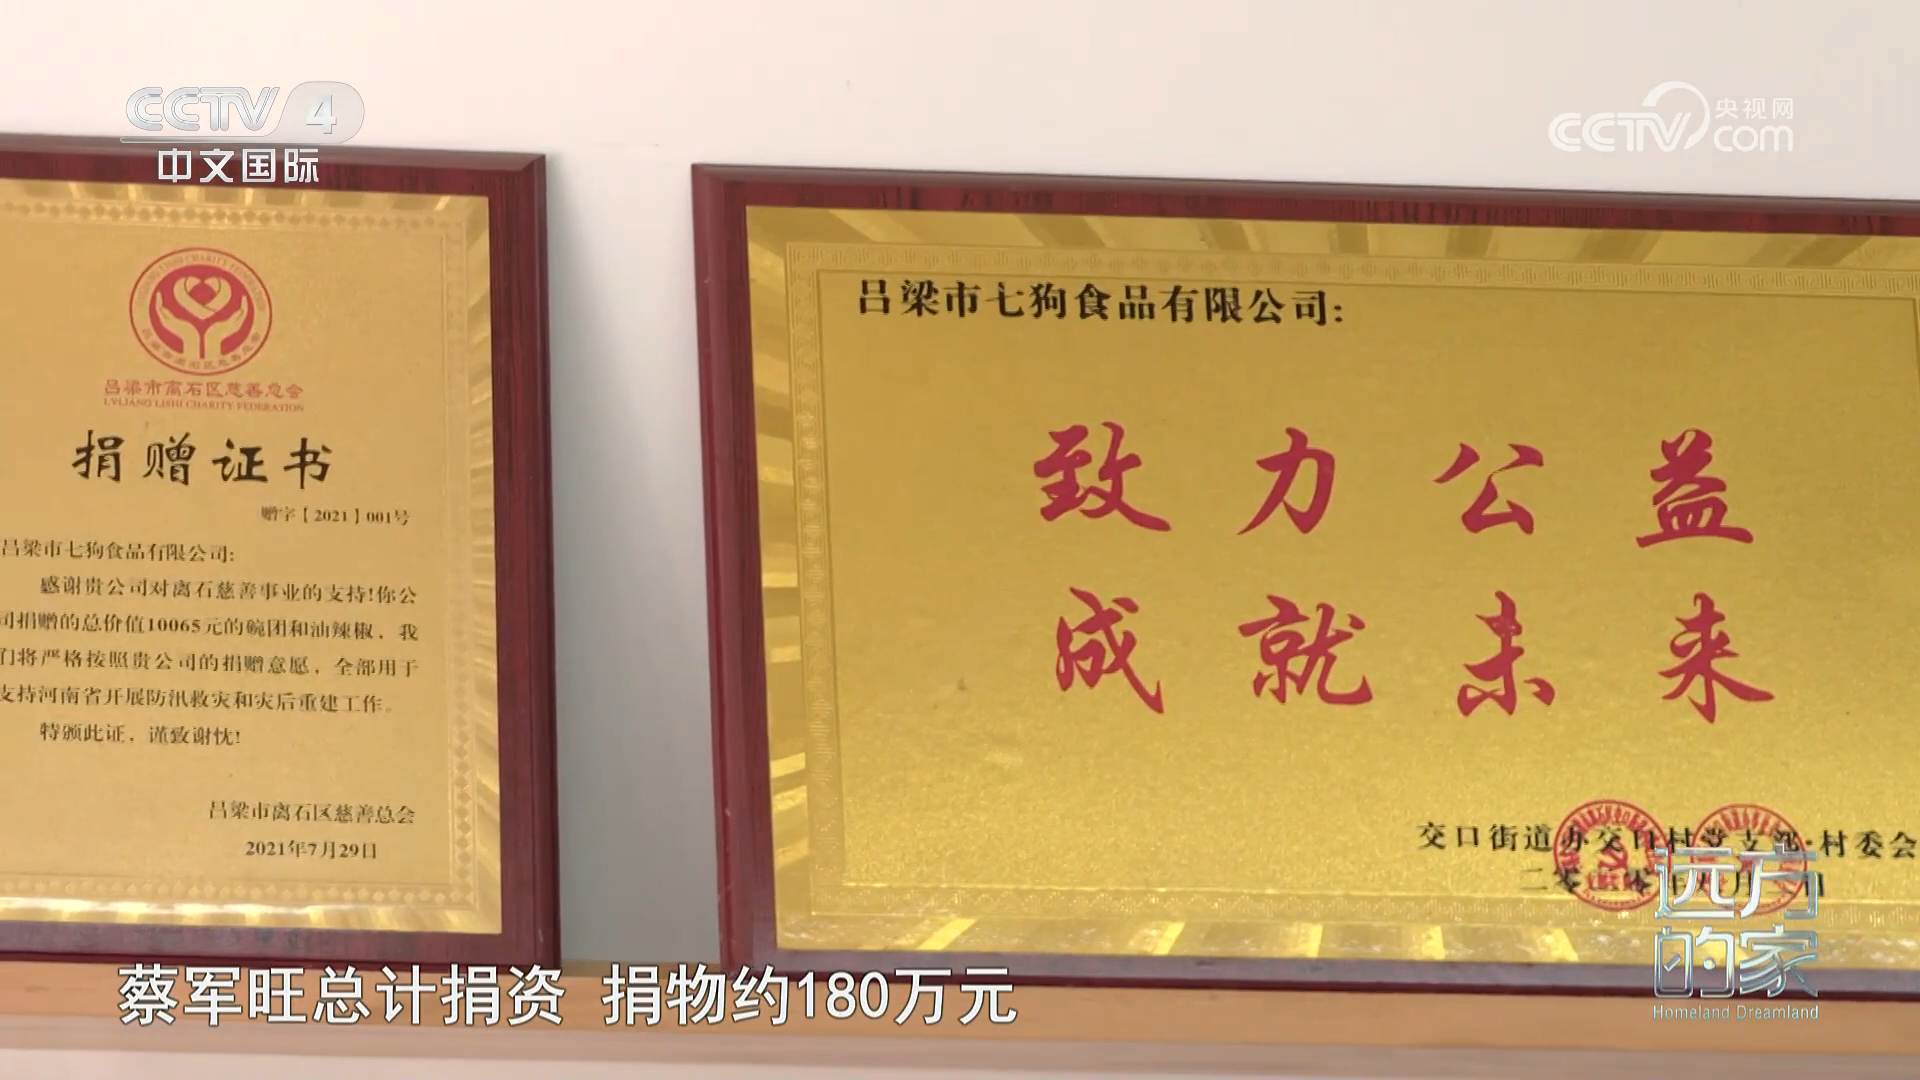 CCTV 4
中文国际
央视网
CCTV.com
吕梁市离石区慈善总会
LVLIANG LISHI CHARITY FEDERATION
捐赠证书
赠字【2021】001号
吕梁市七狗食品有限公司:
感谢贵公司对离石慈善事业的支持!你公
司捐赠的总价值10065元的碗团和油辣椒，我
们将严格按照贵公司的捐赠意愿，全部用于
支持河南省开展防汛救灾和灾后重建工作。
特颁此证，谨致谢忱!
吕梁市离石区慈善总会
2021年7月29日
吕梁市七狗食品有限公司:
致力公益
成就未来
交口街道办交口村党支部·村委会
蔡军旺总计捐资 捐物约180万元
远方
的家
Homeland Dreamland